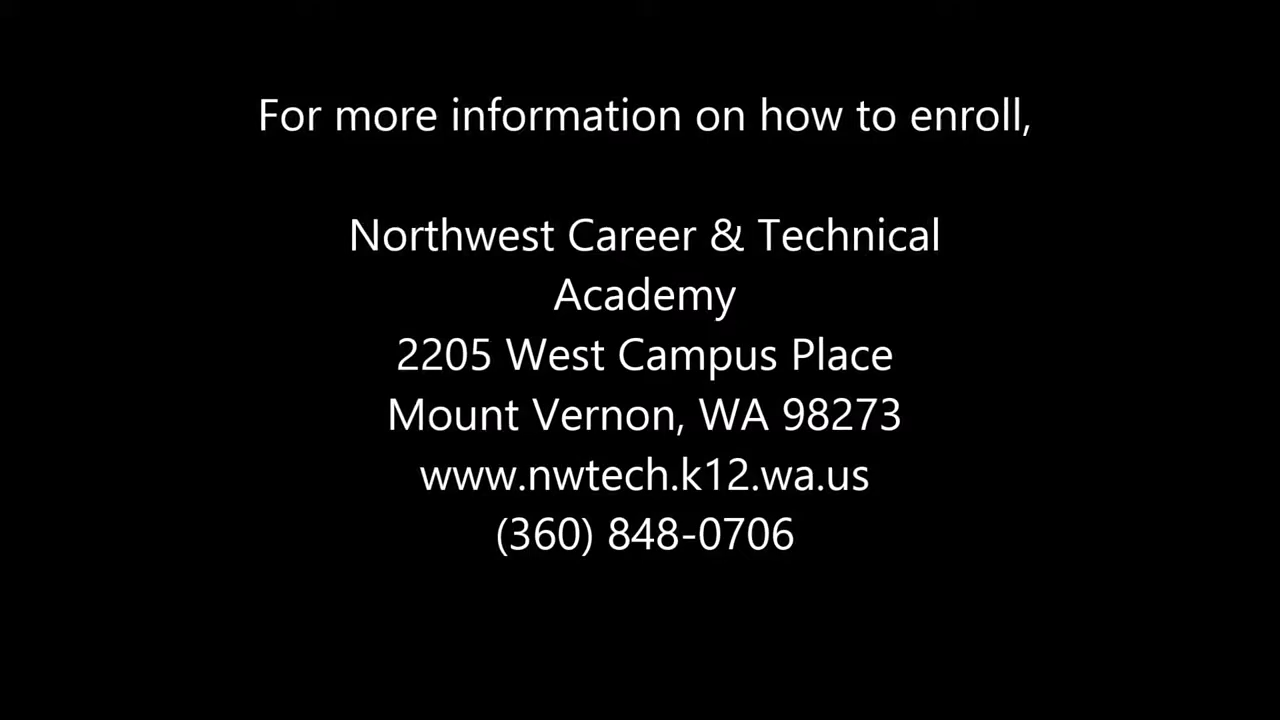 For more information on how to enroll,
Northwest Career & Technical
Academy
2205 West Campus Place
Mount Vernon, WA 98273
www.nwtech.k12.wa.us
(360) 848-0706